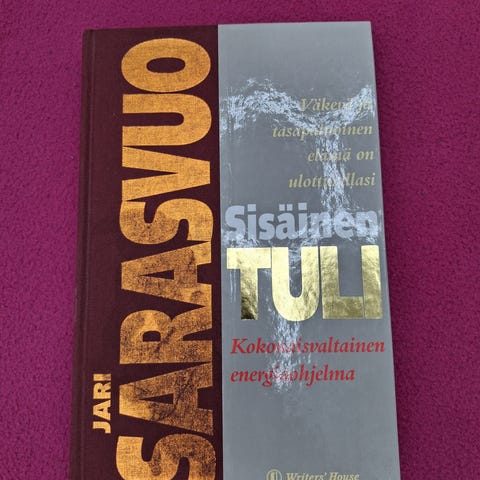 JARI
SARASVUO
Väkevä ja
tasapainoinen
elämä on
ulottuvillasi
Sisäinen
TULI
Kokonaisvaltainen
energiaohjelma
Writers' House